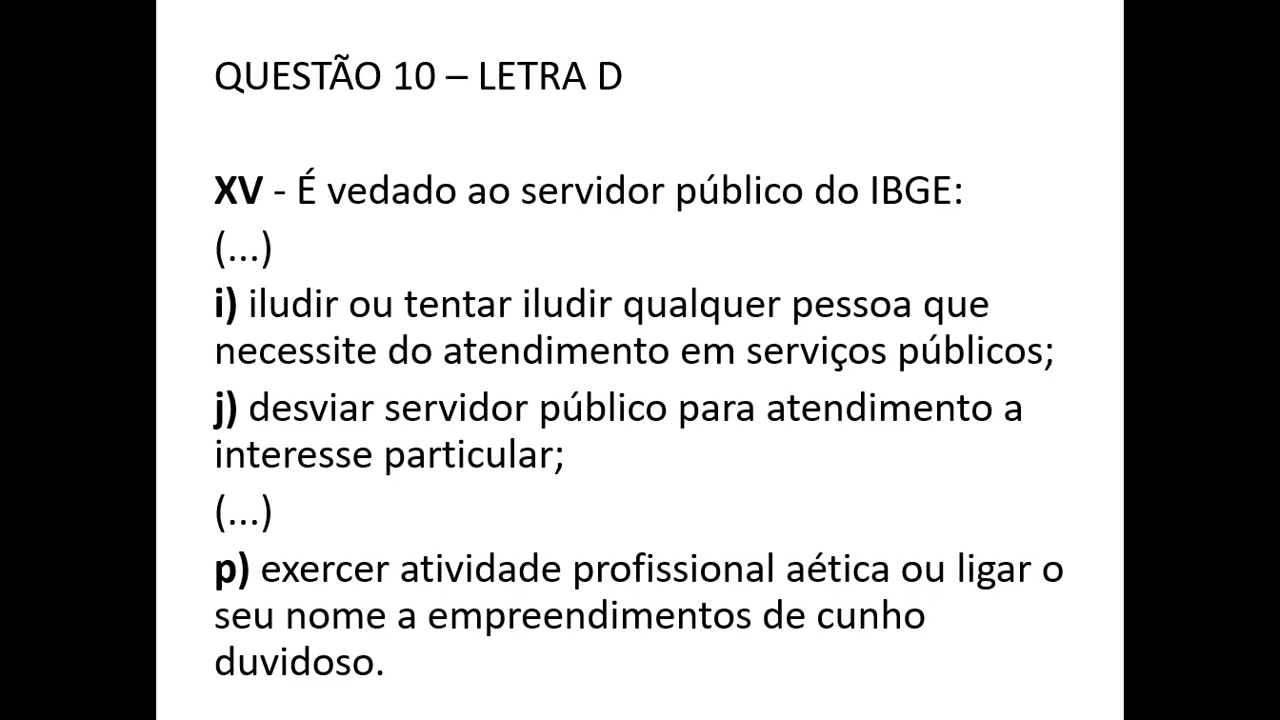 QUESTÃO 10 – LETRA D
XV - É vedado ao servidor público do IBGE:
(...)
i) iludir ou tentar iludir qualquer pessoa que
necessite do atendimento em serviços públicos;
j) desviar servidor público para atendimento a
interesse particular;
(...)
p) exercer atividade profissional aética ou ligar o
seu nome a empreendimentos de cunho
duvidoso.